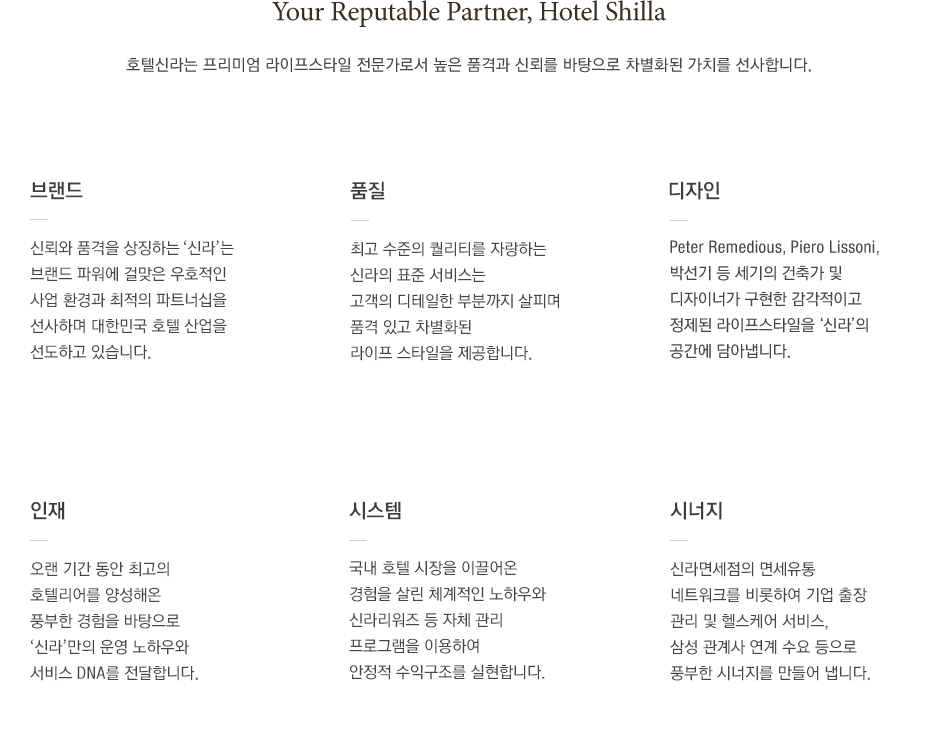 Your Reputable Partner, Hotel Shilla
호텔신라는 프리미엄 라이프스타일 전문가로서 높은 품격과 신뢰를 바탕으로 차별화된 가치를 선사합니다.
브랜드
신뢰와 품격을 상징하는 ‘신라’는
브랜드 파워에 걸맞은 우호적인
사업 환경과 최적의 파트너십을
선사하며 대한민국 호텔 산업을
선도하고 있습니다.
품질
최고 수준의 퀄리티를 자랑하는
신라의 표준 서비스는
고객의 디테일한 부분까지 살피며
품격 있고 차별화된
라이프 스타일을 제공합니다.
디자인
Peter Remedious, Piero Lissoni,
박선기 등 세기의 건축가 및
디자이너가 구현한 감각적이고
정제된 라이프스타일을 ‘신라’의
공간에 담아냅니다.
인재
오랜 기간 동안 최고의
호텔리어를 양성해온
풍부한 경험을 바탕으로
‘신라’만의 운영 노하우와
서비스 DNA를 전달합니다.
시스템
국내 호텔 시장을 이끌어온
경험을 살린 체계적인 노하우와
신라리워즈 등 자체 관리
프로그램을 이용하여
안정적 수익구조를 실현합니다.
시너지
신라면세점의 면세유통
네트워크를 비롯하여 기업 출장
관리 및 헬스케어 서비스,
삼성 관계사 연계 수요 등으로
풍부한 시너지를 만들어 냅니다.